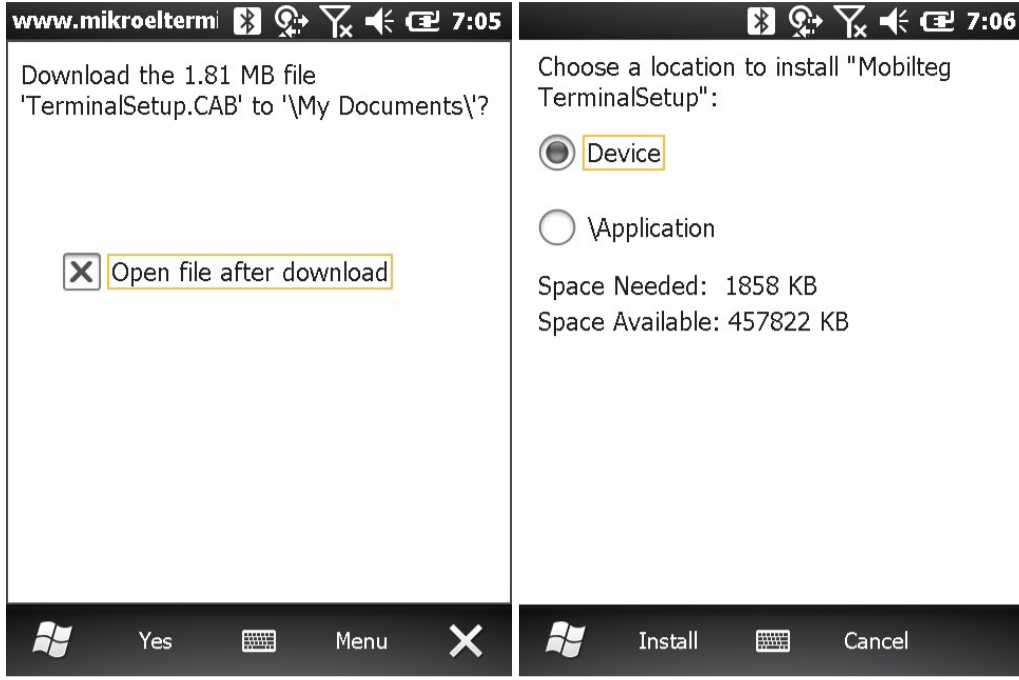 www.mikroeltermi 7:05
Download the 1.81 MB file
'TerminalSetup.CAB' to '\My Documents\'?
Open file after download
Yes Menu
7:06
Choose a location to install "Mobilteg
TerminalSetup":
Device
\Application
Space Needed: 1858 KB
Space Available: 457822 KB
Install Cancel